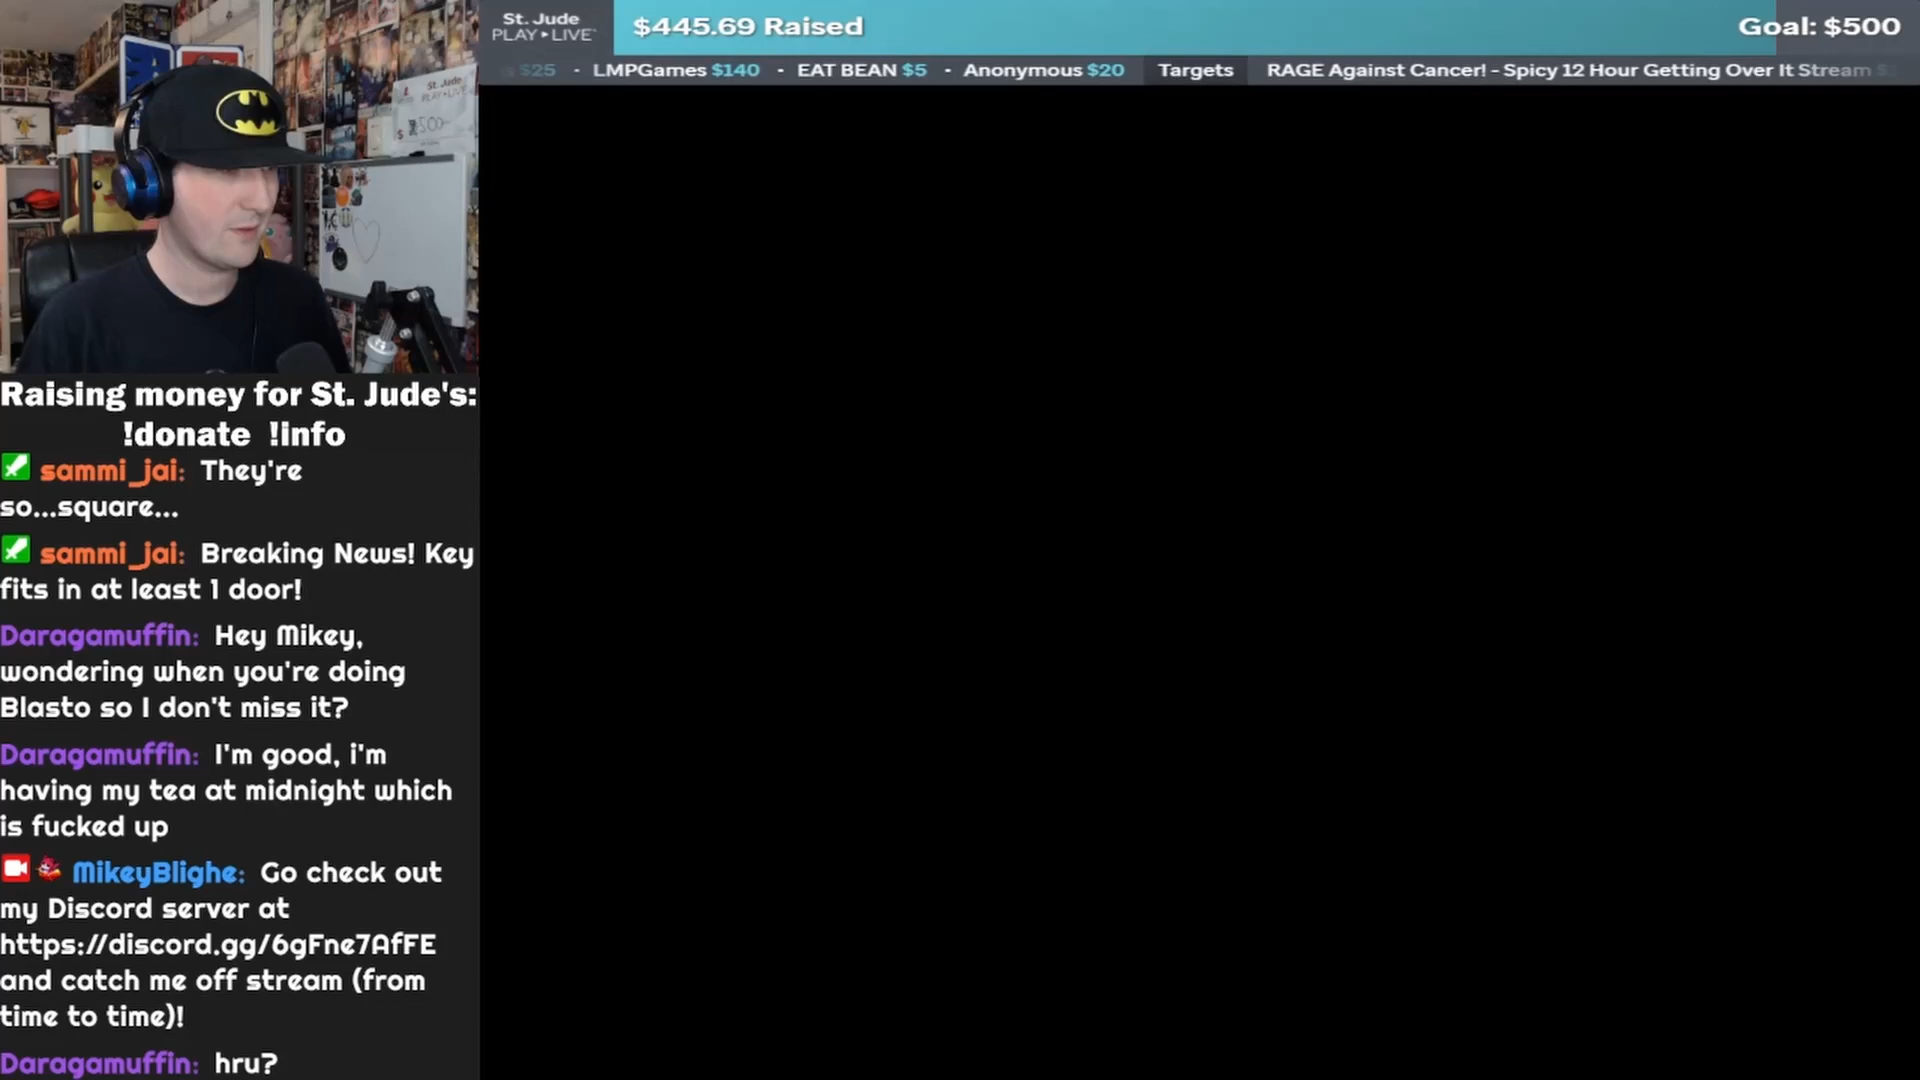 St. Jude
PLAY LIVE
$445.69 Raised
Goal: $500
$25 · LMPGames $140 · EAT BEAN $5 · Anonymous $20
Targets
RAGE Against Cancer! - Spicy 12 Hour Getting Over It Stream
St. Jude
PLAY LIVE
Raising money for St. Jude's:
!donate !info
sammi_jai: They're
so...square...
sammi_jai: Breaking News! Key
fits in at least 1 door!
Daragamuffin: Hey Mikey,
wondering when you're doing
Blasto so I don't miss it?
Daragamuffin: I'm good, i'm
having my tea at midnight which
is fucked up
MikeyBlighe: Go check out
my Discord server at
https://discord.gg/6gFne7AfFE
and catch me off stream (from
time to time)!
Daragamuffin: hru?